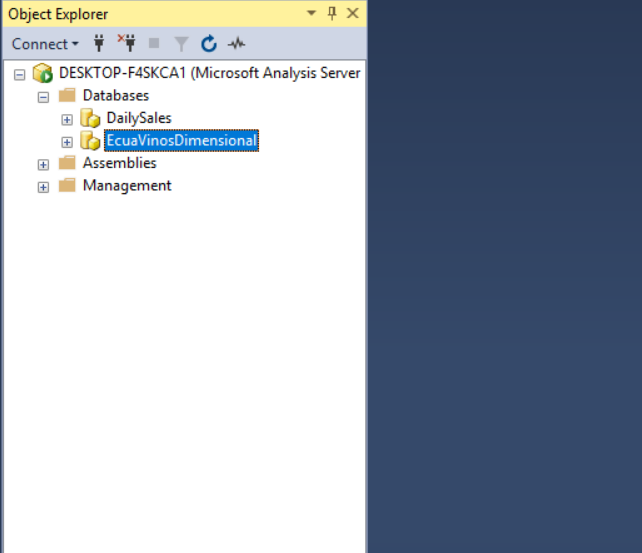 Object Explorer
Connect
DESKTOP-F4SKCA1 (Microsoft Analysis Server
Databases
DailySales
EcuaVinosDimensional
Assemblies
Management